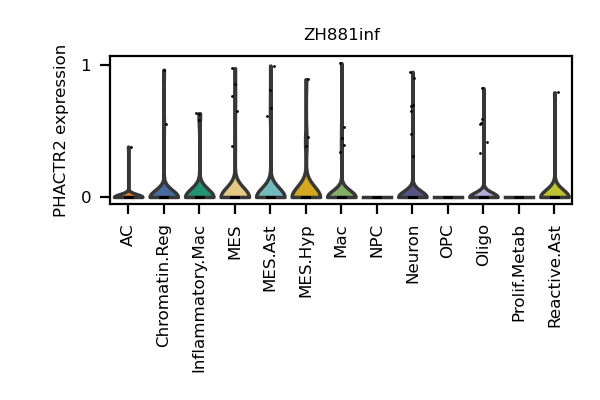 ZH881inf
PHACTR2 expression
1
0
AC
Chromatin.Reg
Inflammatory.Mac
MES
MES.Ast
MES.Hyp
Mac
NPC
Neuron
OPC
Oligo
Prolif.Metab
Reactive.Ast